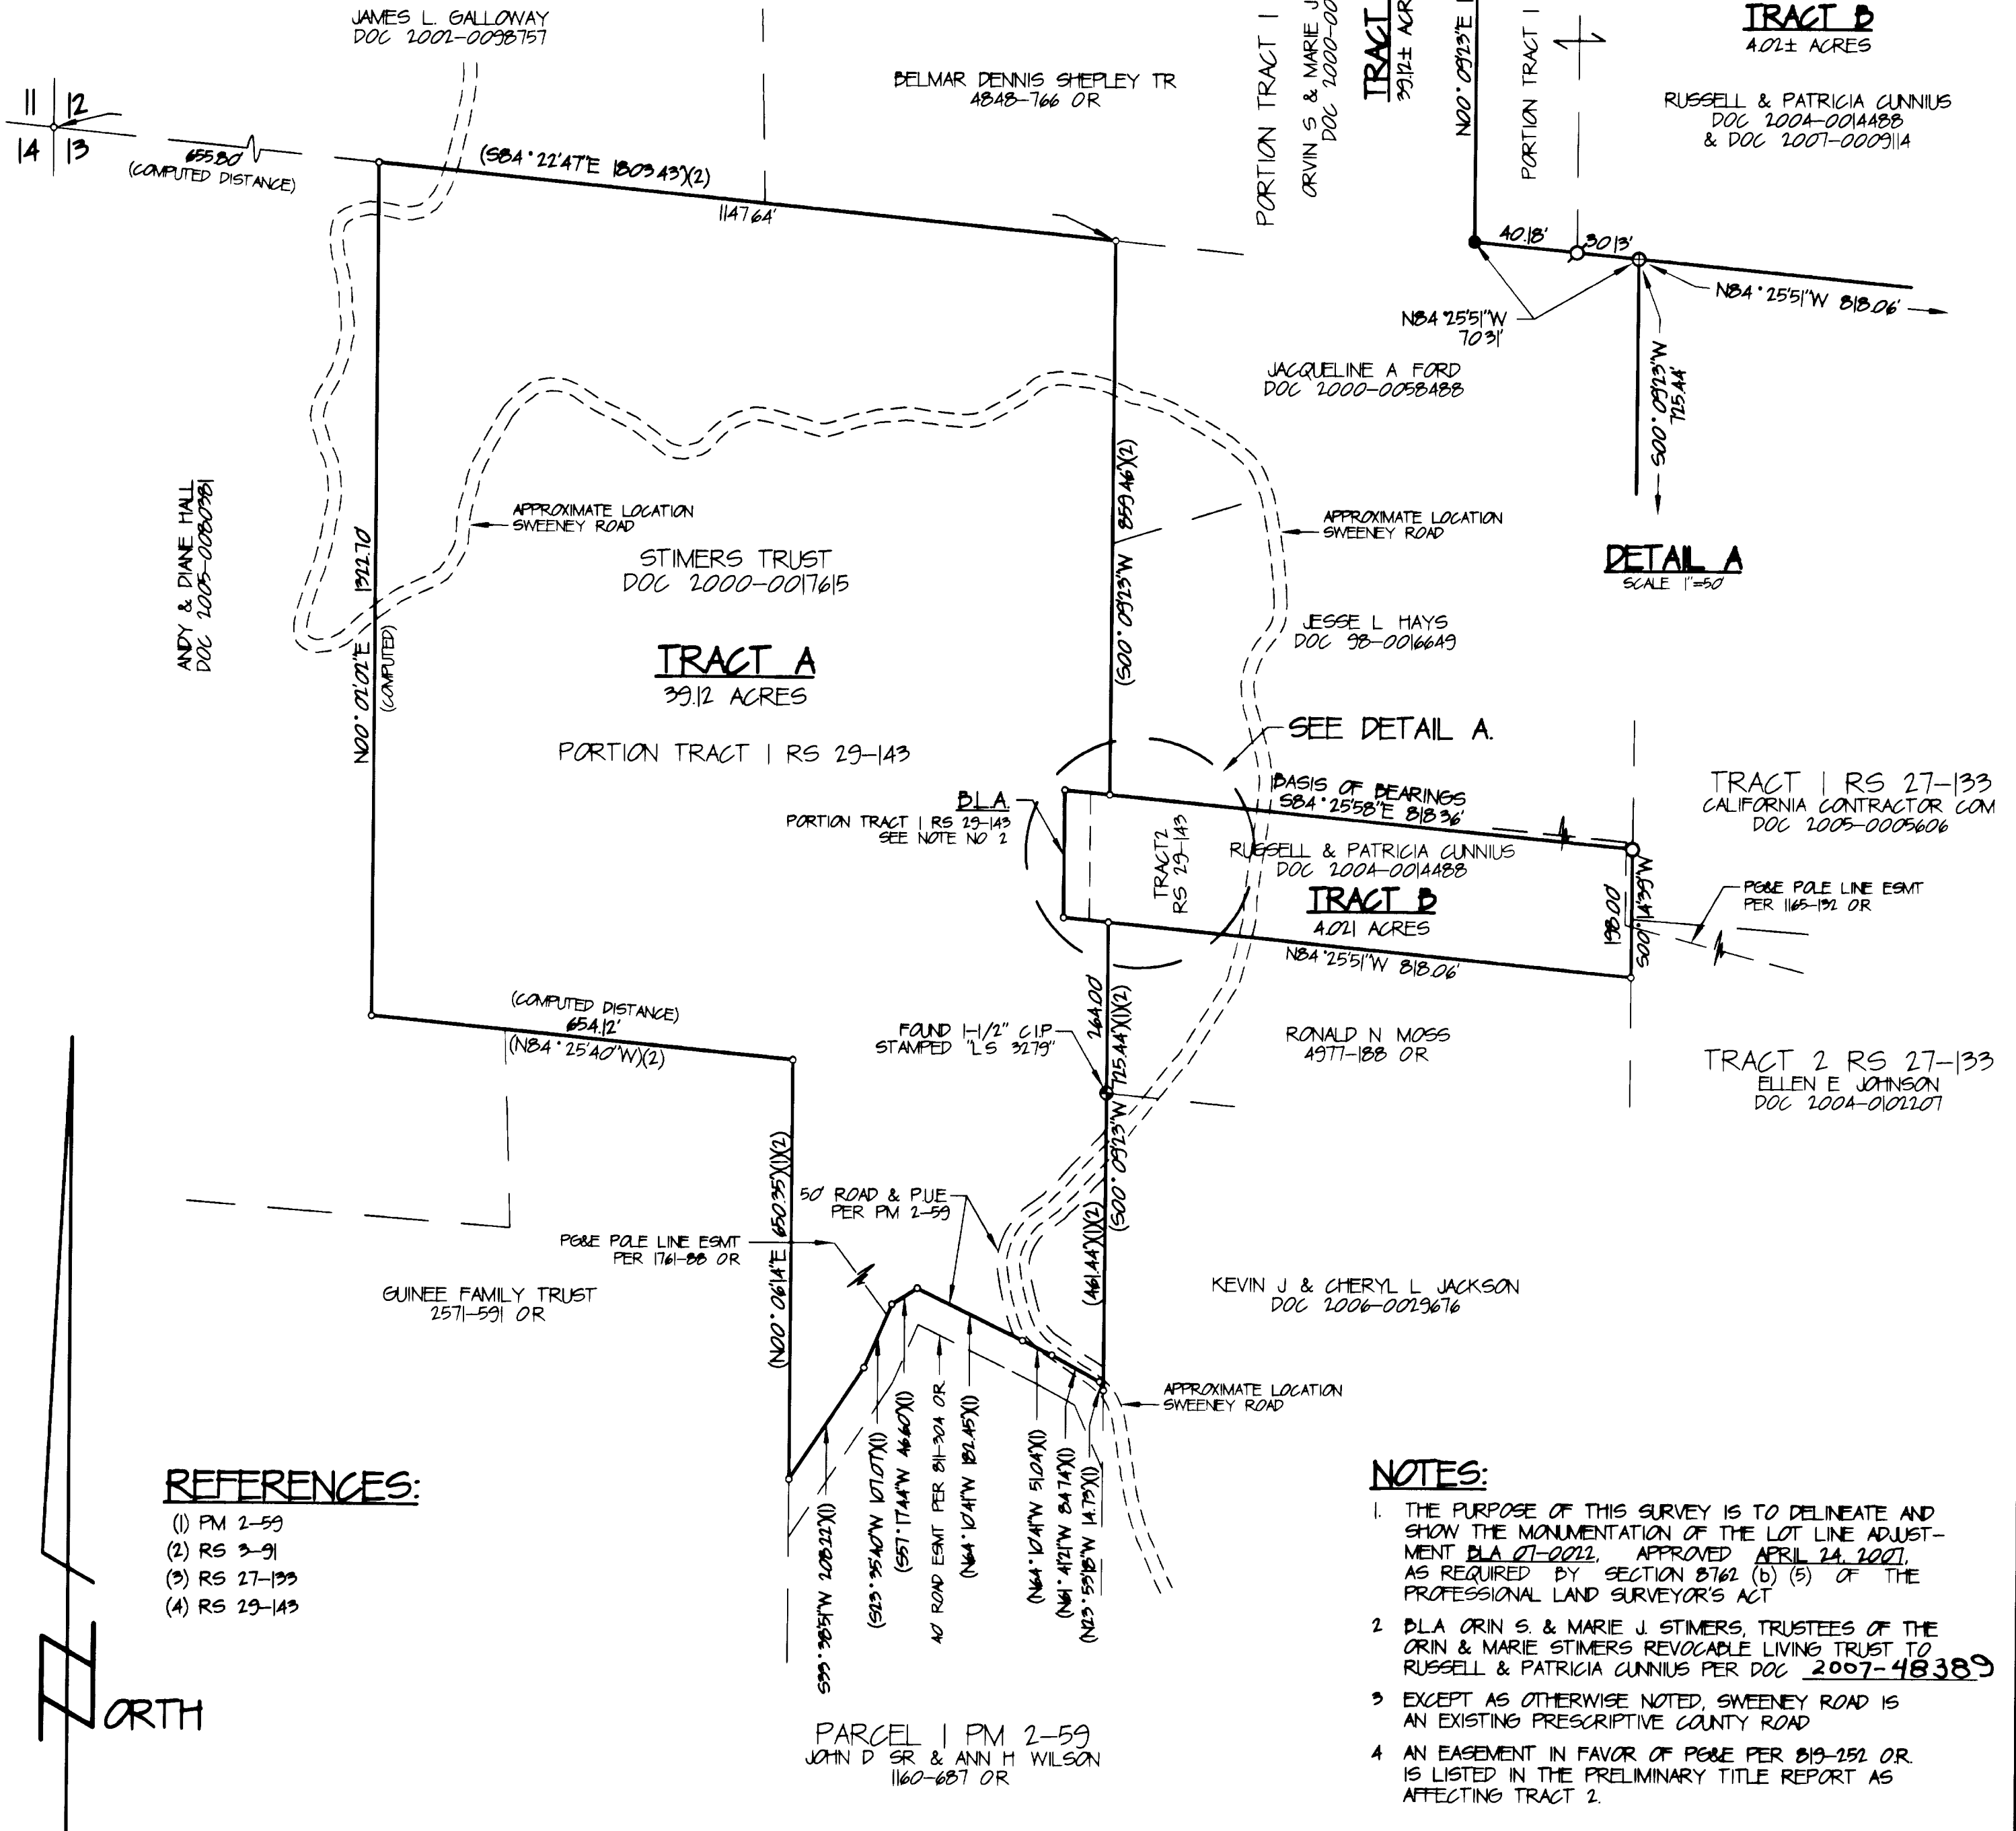 JAMES L. GALLOWAY
DOC 2002-0098757
11 12
14 13
655.80'
(COMPUTED DISTANCE)
(S84°22'47"E 1803.43')(2)
1147.64'
BELMAR DENNIS SHEPLEY TR
4848-766 OR
PORTION TRACT 1
ORVIN S & MARIE J
DOC 2000-00
TRACT
39.12± ACR
N00°09'23"E
PORTION TRACT 1
TRACT B
4.02± ACRES
RUSSELL & PATRICIA CUNNIUS
DOC 2004-0014488
& DOC 2007-0009114
40.18'
30.13'
N84°25'51"W 818.06'
N84°25'51"W
70.31'
S00°09'23"W
725.44'
DETAIL A
SCALE 1"=50'
JACQUELINE A FORD
DOC 2000-0058488
ANDY & DIANE HALL
DOC 2005-0080381
N00°07'07"E 1322.70'
(COMPUTED)
APPROXIMATE LOCATION
SWEENEY ROAD
STIMERS TRUST
DOC 2000-0017615
(S00°09'23"W 859.46')(2)
APPROXIMATE LOCATION
SWEENEY ROAD
JESSE L HAYS
DOC 98-0016649
TRACT A
39.12 ACRES
PORTION TRACT 1 RS 29-143
SEE DETAIL A.
B.L.A.
PORTION TRACT 1 RS 29-143
SEE NOTE NO 2
BASIS OF BEARINGS
S84°25'58"E 818.36'
TRACT 2
RS 29-143
RUSSELL & PATRICIA CUNNIUS
DOC 2004-0014488
TRACT B
4.021 ACRES
N84°25'51"W 818.06'
S00°14'39"W
198.00'
TRACT 1 RS 27-133
CALIFORNIA CONTRACTOR COM
DOC 2005-0005606
PG&E POLE LINE ESMT
PER 1165-192 OR
(COMPUTED DISTANCE)
654.12'
(N84°25'40"W)(2)
FOUND 1-1/2" C.I.P
STAMPED "LS 3279"
264.00'
(S00°09'23"W 725.44')(1)(2)
(461.44')(1)(2)
RONALD N MOSS
4977-188 OR
TRACT 2 RS 27-133
ELLEN E JOHNSON
DOC 2004-0102207
(N00°06'14"E 650.35')(1)(2)
50' ROAD & P.U.E
PER PM 2-59
PG&E POLE LINE ESMT
PER 1761-88 OR
GUINEE FAMILY TRUST
2571-591 OR
KEVIN J & CHERYL L JACKSON
DOC 2006-0029676
APPROXIMATE LOCATION
SWEENEY ROAD
40' ROAD ESMT PER 811-304 OR
REFERENCES:
(1) PM 2-59
(2) RS 3-91
(3) RS 27-133
(4) RS 29-143
NORTH
PARCEL 1 PM 2-59
JOHN D SR & ANN H WILSON
1160-687 OR
NOTES:
1. THE PURPOSE OF THIS SURVEY IS TO DELINEATE AND
SHOW THE MONUMENTATION OF THE LOT LINE ADJUST-
MENT BLA 07-0022, APPROVED APRIL 24, 2007,
AS REQUIRED BY SECTION 8762 (b) (5) OF THE
PROFESSIONAL LAND SURVEYOR'S ACT
2 BLA ORIN S. & MARIE J. STIMERS, TRUSTEES OF THE
ORIN & MARIE STIMERS REVOCABLE LIVING TRUST TO
RUSSELL & PATRICIA CUNNIUS PER DOC 2007-48389
3 EXCEPT AS OTHERWISE NOTED, SWEENEY ROAD IS
AN EXISTING PRESCRIPTIVE COUNTY ROAD
4 AN EASEMENT IN FAVOR OF PG&E PER 819-252 O.R.
IS LISTED IN THE PRELIMINARY TITLE REPORT AS
AFFECTING TRACT 2.